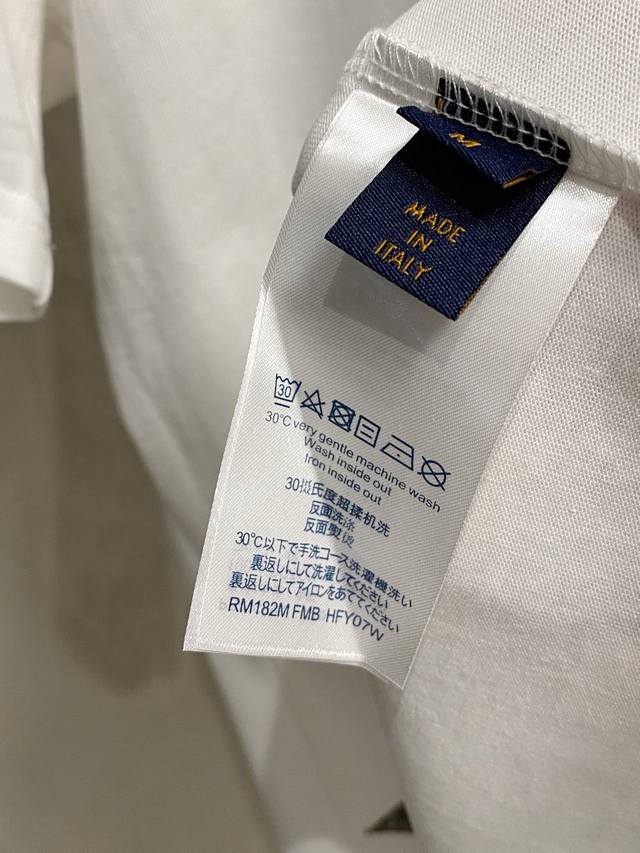 M
MADE
IN
ITALY
30
30°C very gentle machine wash
Wash inside out
Iron inside out
30摄氏度超揉机洗
反面洗涤
反面熨烫
30℃以下で手洗コース洗濯機洗い
裏返しにして洗濯してください
裏返しにしてアイロンをあててください
RM182M FMB HFY07W